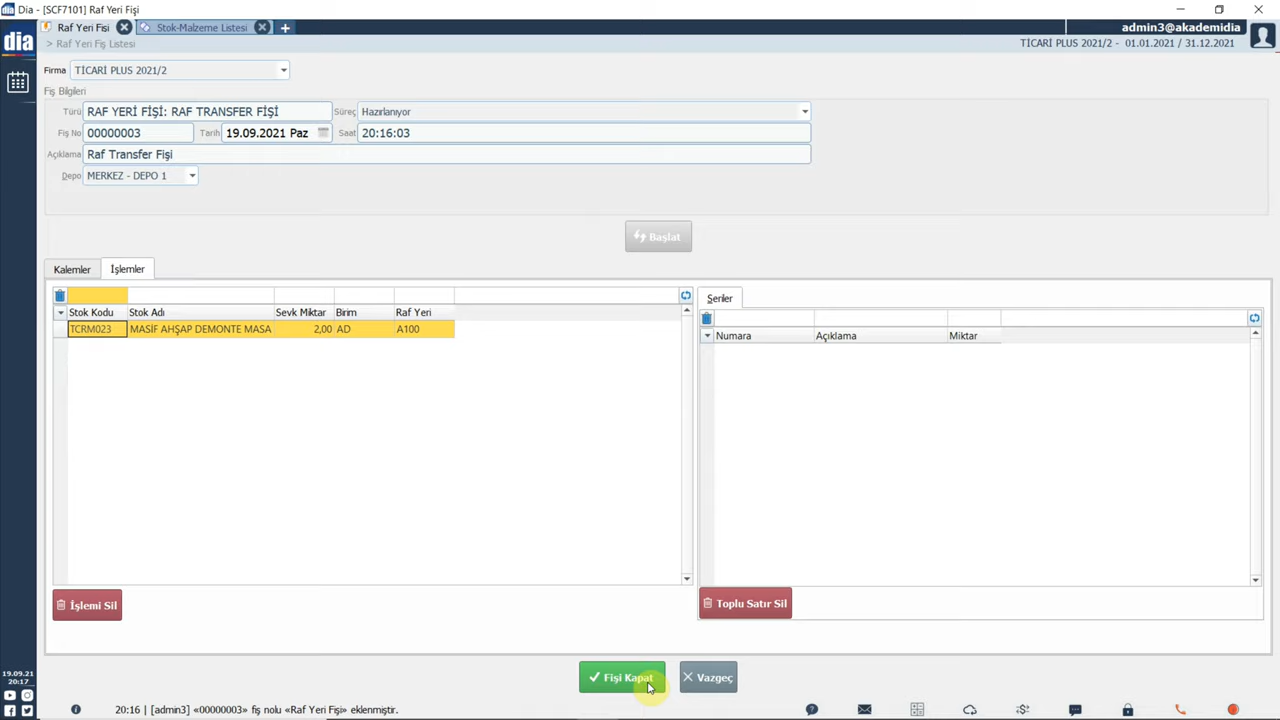 Dia - [SCF7101] Raf Yeri Fişi
dia
Raf Yeri Fisi
Stok-Malzeme Listesi
admin3@akademidia
> Raf Yeri Fiş Listesi
TİCARİ PLUS 2021/2 - 01.01.2021 / 31.12.2021
Firma TİCARİ PLUS 2021/2
Fiş Bilgileri
Türü RAF YERİ FİŞİ: RAF TRANSFER FİŞİ Süreç Hazırlanıyor
Fiş No 00000003 Tarih 19.09.2021 Paz Saat 20:16:03
Açıklama Raf Transfer Fişi
Depo MERKEZ - DEPO 1
Başlat
Kalemler İşlemler
Seriler
Stok Kodu Stok Adı Sevk Miktar Birim Raf Yeri
TCRM023 MASİF AHŞAP DEMONTE MASA 2,00 AD A100
Numara Açıklama Miktar
İşlemi Sil
Toplu Satır Sil
Fişi Kapat
Vazgeç
19.09.21
20:17
20:16 | [admin3] «00000003» fiş nolu «Raf Yeri Fişi» eklenmiştir.